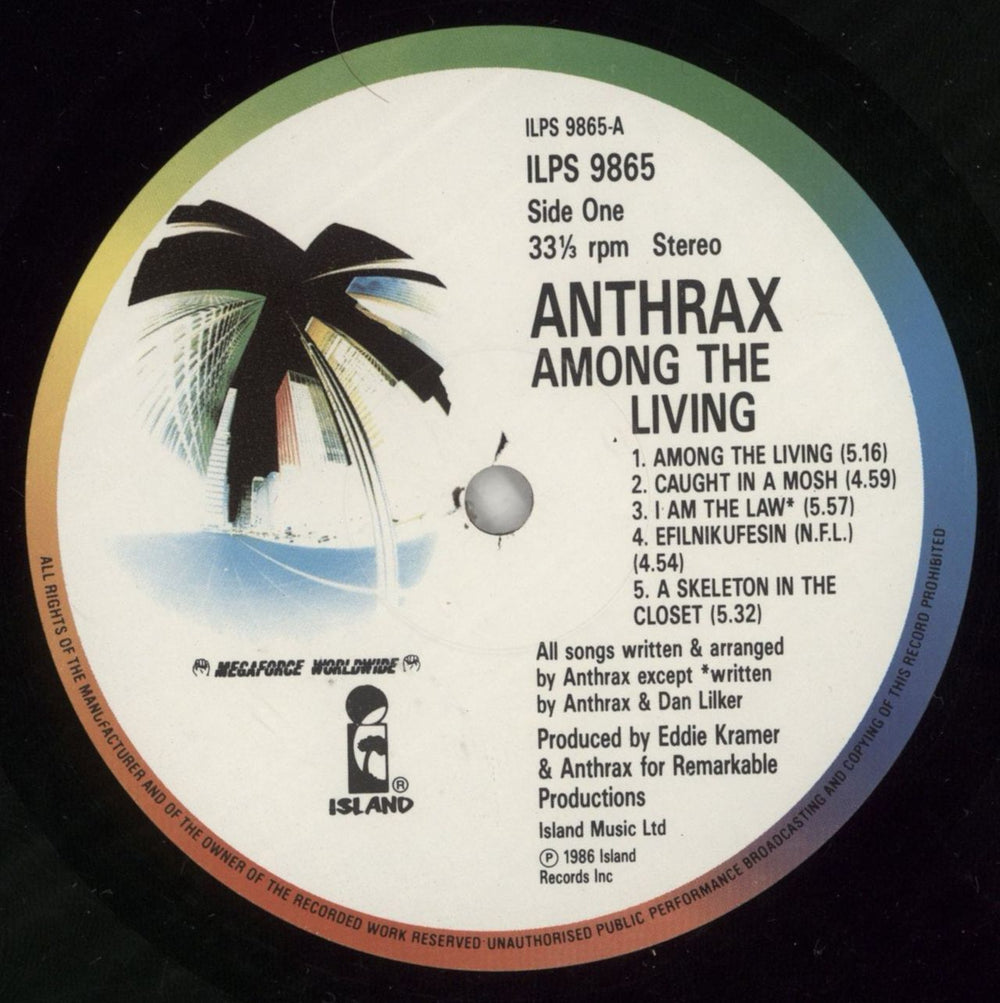 ILPS 9865-A
ILPS 9865
Side One
33⅓ rpm Stereo
ANTHRAX
AMONG THE
LIVING
1. AMONG THE LIVING (5.16)
2. CAUGHT IN A MOSH (4.59)
3. I AM THE LAW* (5.57)
4. EFILNIKUFESIN (N.F.L.)
(4.54)
5. A SKELETON IN THE
CLOSET (5.32)
All songs written & arranged
by Anthrax except *written
by Anthrax & Dan Lilker
Produced by Eddie Kramer
& Anthrax for Remarkable
Productions
Island Music Ltd
Ⓟ 1986 Island
Records Inc
MEGAFORCE WORLDWIDE
ISLAND®
ALL RIGHTS OF THE MANUFACTURER AND OF THE OWNER OF THE RECORDED WORK RESERVED UNAUTHORISED PUBLIC PERFORMANCE BROADCASTING AND COPYING OF THIS RECORD PROHIBITED